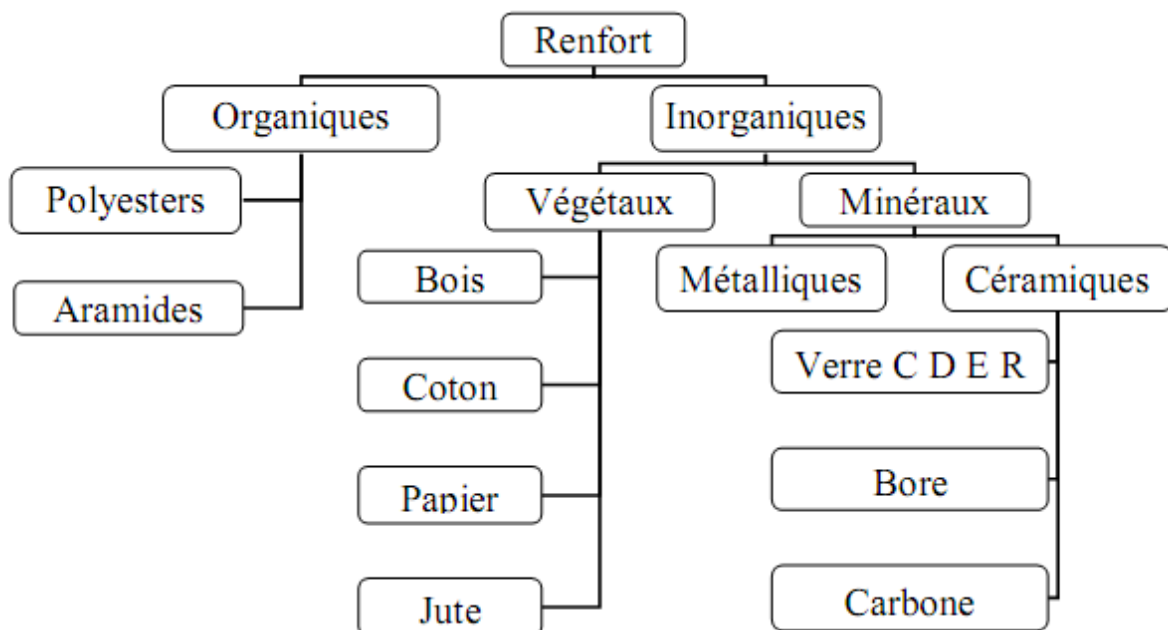 Renfort
Organiques
Inorganiques
Polyesters
Aramides
Végétaux
Minéraux
Bois
Coton
Papier
Jute
Métalliques
Céramiques
Verre C D E R
Bore
Carbone